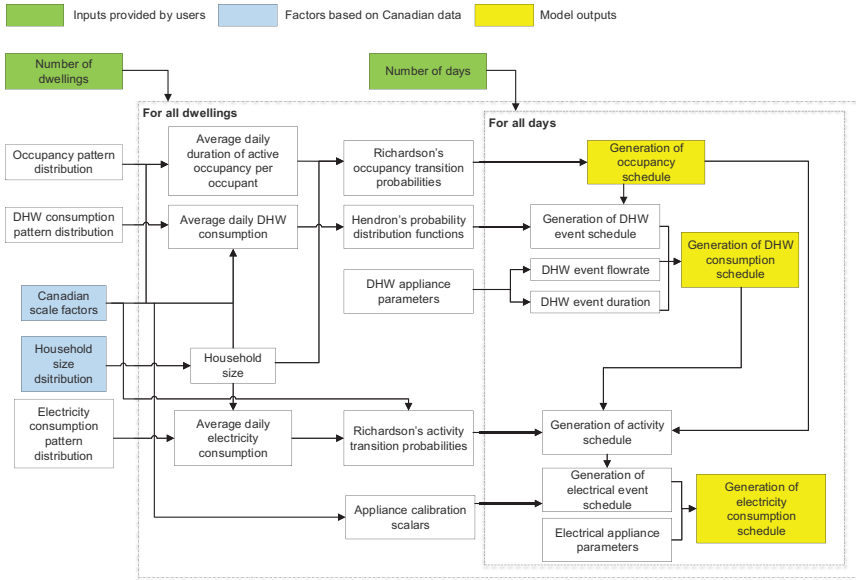 Inputs provided by users
Factors based on Canadian data
Model outputs
Number of
dwellings
Number of days
For all dwellings
For all days
Occupancy pattern
distribution
Average daily
duration of active
occupancy per
occupant
Richardson's
occupancy transition
probabilities
Generation of
occupancy
schedule
DHW consumption
pattern distribution
Average daily DHW
consumption
Hendron's probability
distribution functions
Generation of DHW
event schedule
Generation of DHW
consumption
schedule
DHW appliance
parameters
DHW event flowrate
DHW event duration
Canadian
scale factors
Household
size
dsitribution
Household
size
Electricity
consumption
pattern
distribution
Average daily
electricity
consumption
Richardson's activity
transition probabilities
Generation of activity
schedule
Appliance calibration
scalars
Generation of
electrical event
schedule
Electrical appliance
parameters
Generation of
electricity
consumption
schedule